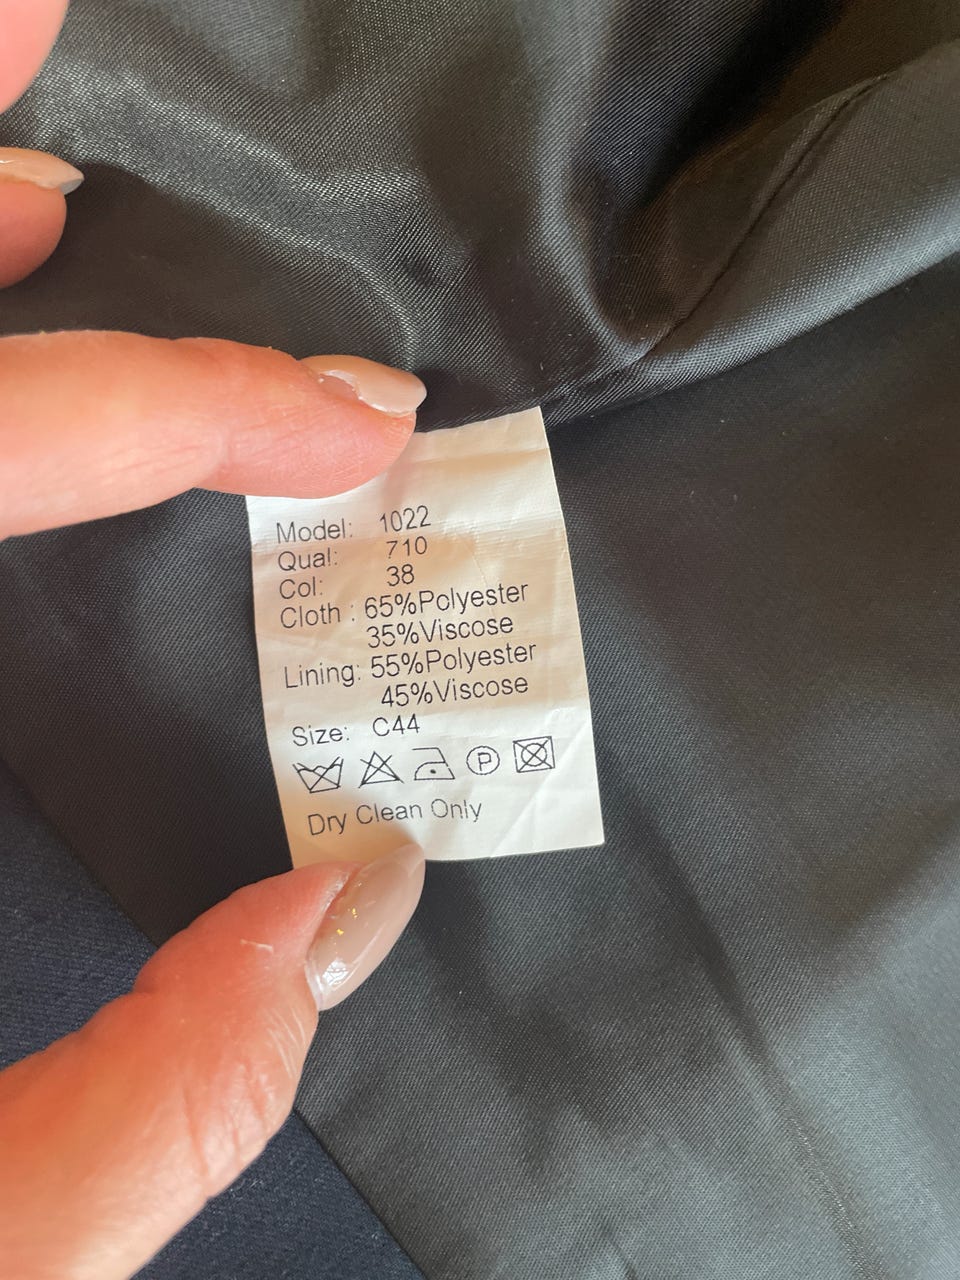 Model: 1022
Qual: 710
Col: 38
Cloth : 65%Polyester
35%Viscose
Lining: 55%Polyester
45%Viscose
Size: C44
P
Dry Clean Only